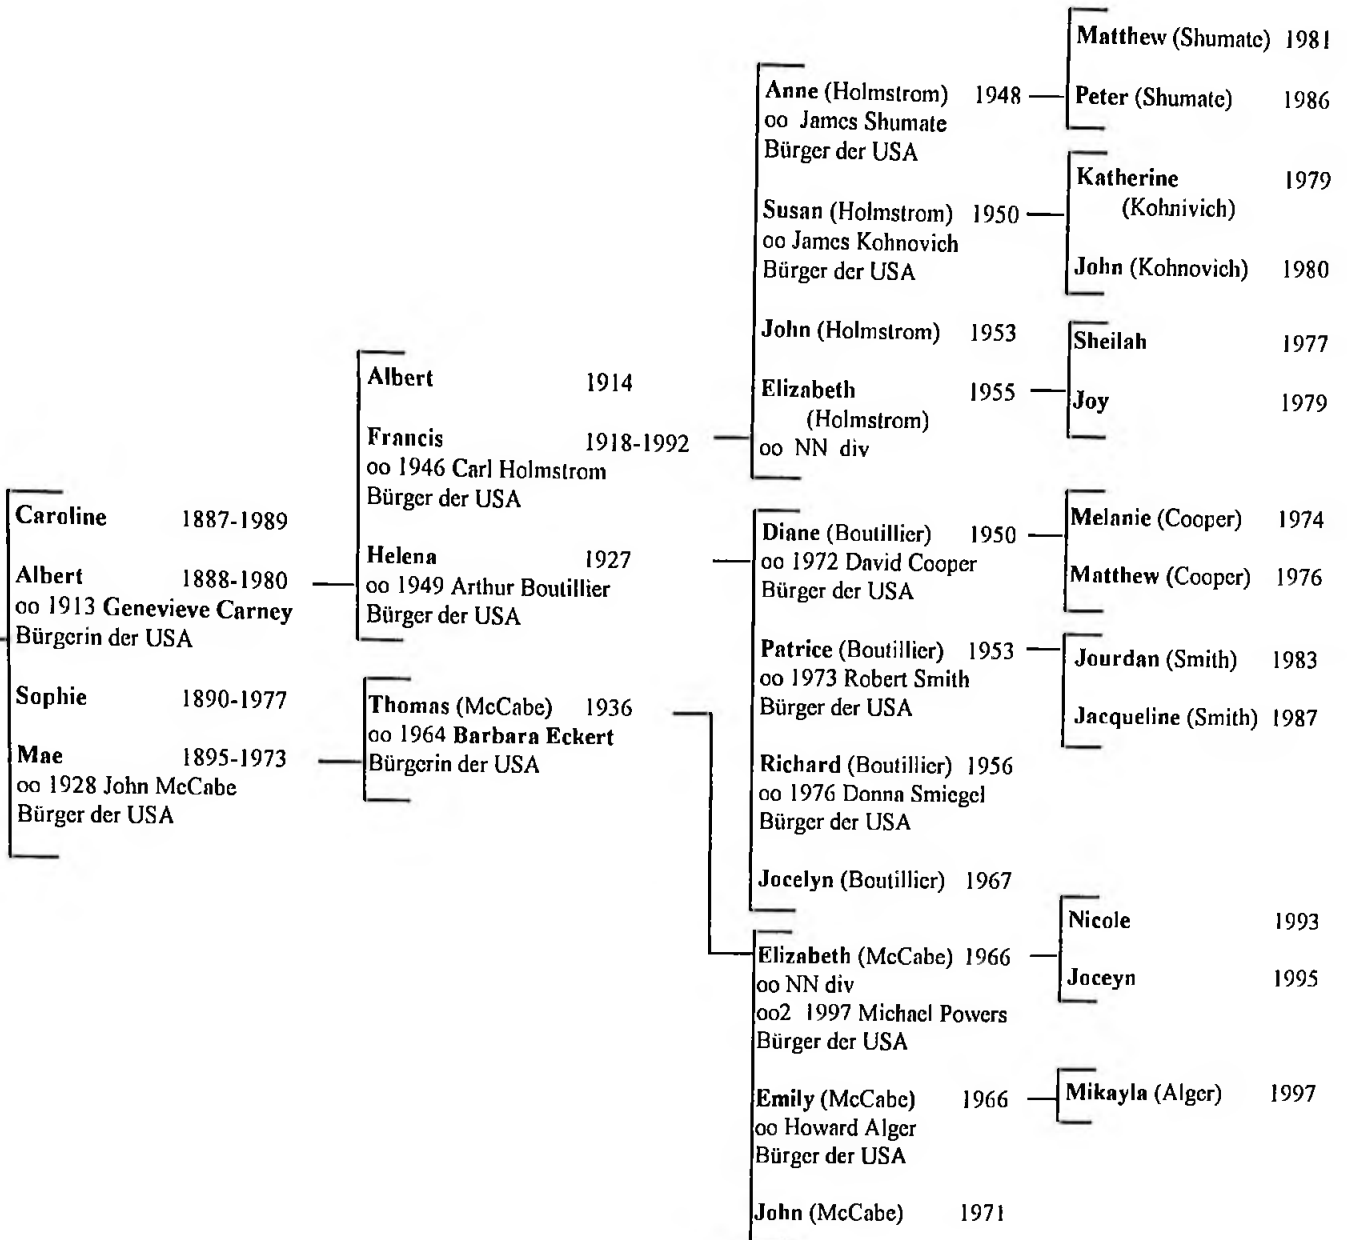 Caroline 1887-1989
Albert 1888-1980
oo 1913 Genevieve Carney
Bürgerin der USA
Sophie 1890-1977
Mae 1895-1973
oo 1928 John McCabe
Bürger der USA
Albert 1914
Francis 1918-1992
oo 1946 Carl Holmstrom
Bürger der USA
Helena 1927
oo 1949 Arthur Boutillier
Bürger der USA
Thomas (McCabe) 1936
oo 1964 Barbara Eckert
Bürgerin der USA
Anne (Holmstrom) 1948
oo James Shumate
Bürger der USA
Susan (Holmstrom) 1950
oo James Kohnovich
Bürger der USA
John (Holmstrom) 1953
Elizabeth 1955
(Holmstrom)
oo NN div
Diane (Boutillier) 1950
oo 1972 David Cooper
Bürger der USA
Patrice (Boutillier) 1953
oo 1973 Robert Smith
Bürger der USA
Richard (Boutillier) 1956
oo 1976 Donna Smiegel
Bürger der USA
Jocelyn (Boutillier) 1967
Elizabeth (McCabe) 1966
oo NN div
oo2 1997 Michael Powers
Bürger der USA
Emily (McCabe) 1966
oo Howard Alger
Bürger der USA
John (McCabe) 1971
Matthew (Shumate) 1981
Peter (Shumate) 1986
Katherine 1979
(Kohnivich)
John (Kohnovich) 1980
Sheilah 1977
Joy 1979
Melanie (Cooper) 1974
Matthew (Cooper) 1976
Jourdan (Smith) 1983
Jacqueline (Smith) 1987
Nicole 1993
Joceyn 1995
Mikayla (Alger) 1997